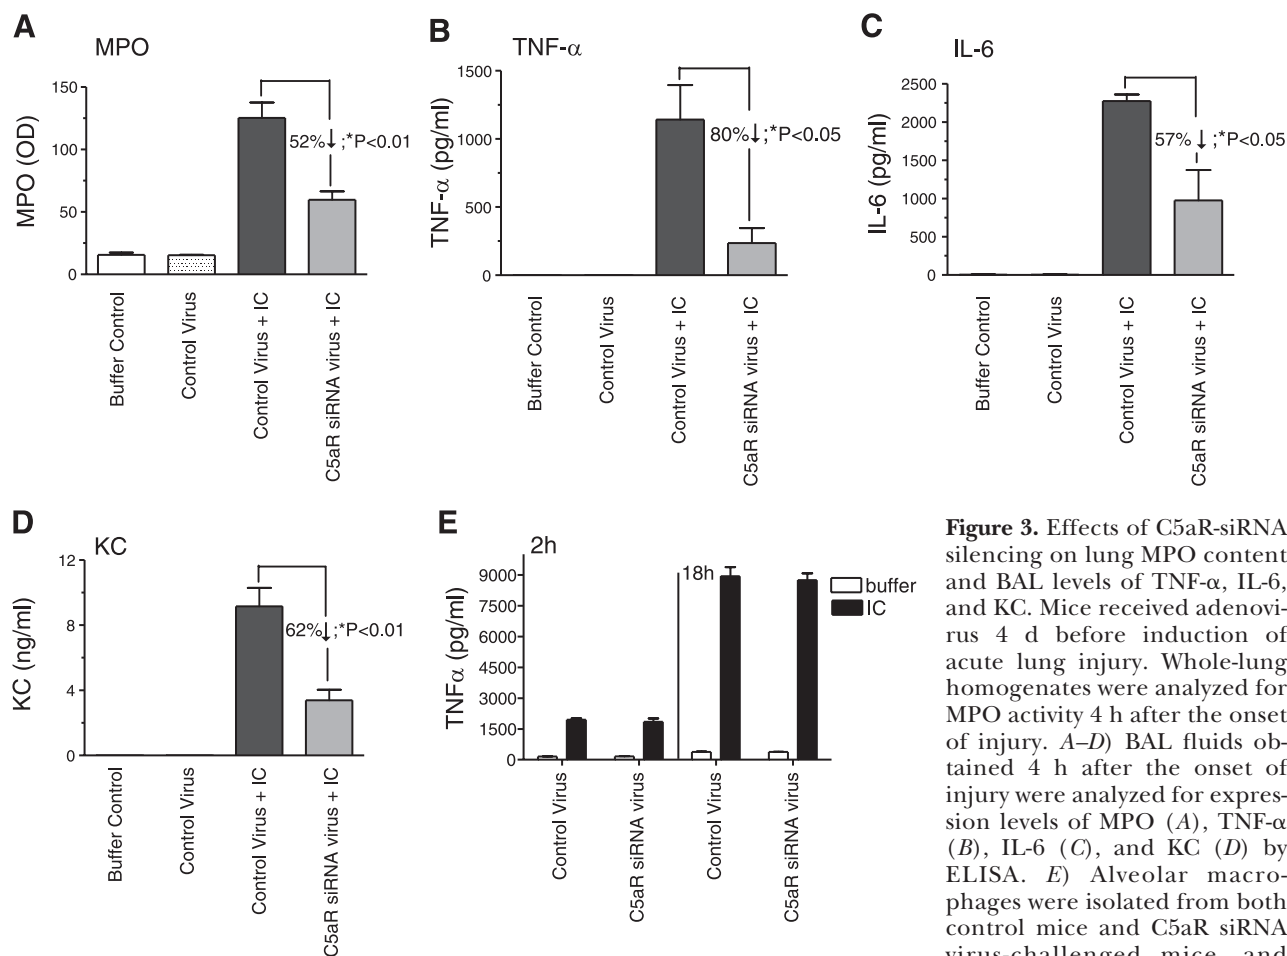 A
MPO
MPO (OD)
150
100
50
0
52%↓;*P<0.01
Buffer Control
Control Virus
Control Virus + IC
C5aR siRNA virus + IC
B
TNF-α
TNF-α (pg/ml)
1500
1000
500
0
80%↓;*P<0.05
Buffer Control
Control Virus
Control Virus + IC
C5aR siRNA virus + IC
C
IL-6
IL-6 (pg/ml)
2500
2000
1500
1000
500
0
57%↓;*P<0.05
Buffer Control
Control Virus
Control Virus + IC
C5aR siRNA virus + IC
D
KC
KC (ng/ml)
12
8
4
0
62%↓;*P<0.01
Buffer Control
Control Virus
Control Virus + IC
C5aR siRNA virus + IC
E
2h
18h
TNFα (pg/ml)
9000
7500
6000
4500
3000
1500
0
buffer
IC
Control Virus
C5aR siRNA virus
Control Virus
C5aR siRNA virus
Figure 3. Effects of C5aR-siRNA
silencing on lung MPO content
and BAL levels of TNF-α, IL-6,
and KC. Mice received adenovi-
rus 4 d before induction of
acute lung injury. Whole-lung
homogenates were analyzed for
MPO activity 4 h after the onset
of injury. A–D) BAL fluids ob-
tained 4 h after the onset of
injury were analyzed for expres-
sion levels of MPO (A), TNF-α
(B), IL-6 (C), and KC (D) by
ELISA. E) Alveolar macro-
phages were isolated from both
control mice and C5aR siRNA
virus-challenged mice, and